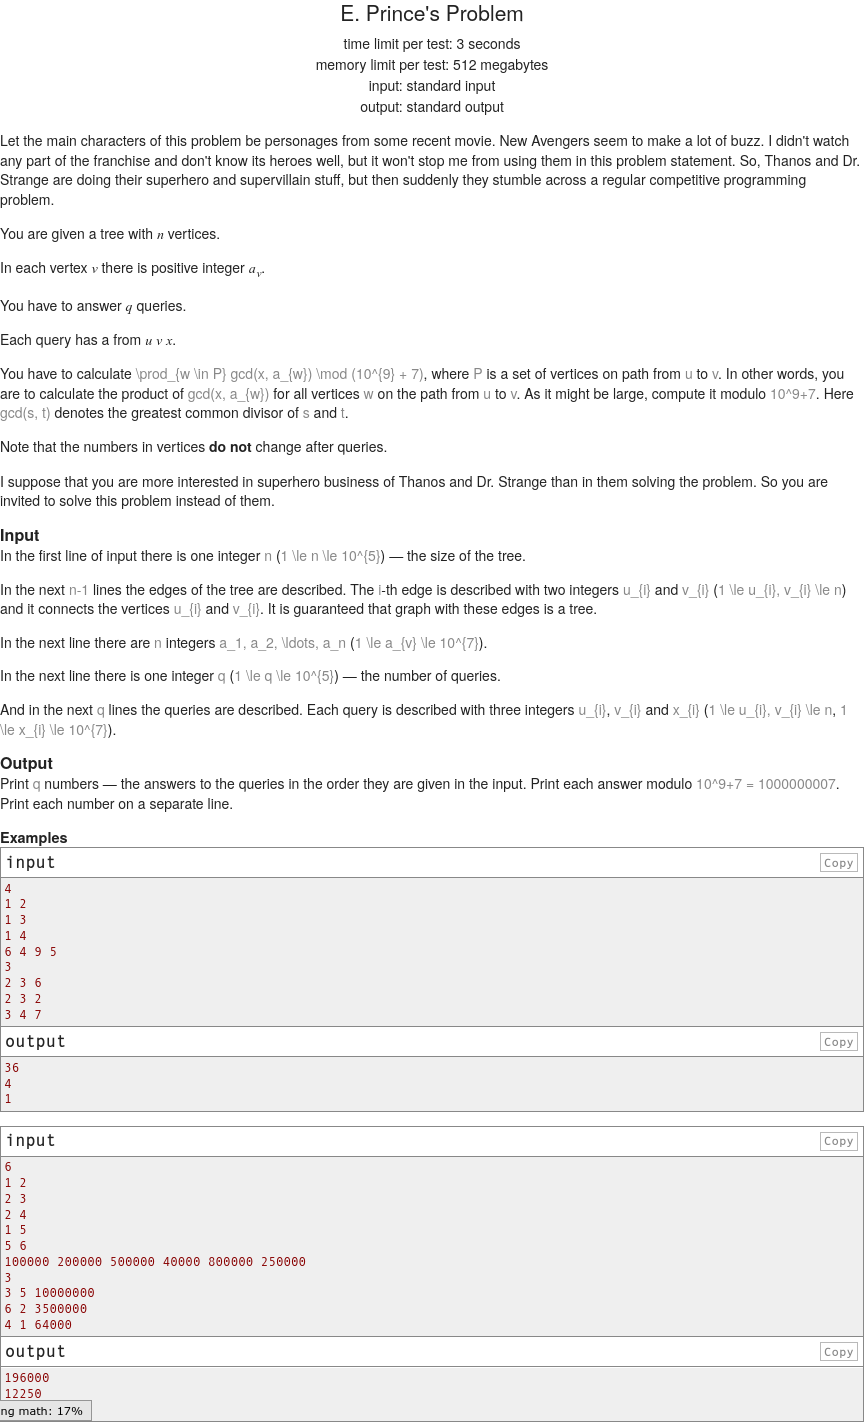 E. Prince's Problem
time limit per test: 3 seconds
memory limit per test: 512 megabytes
input: standard input
output: standard output
Let the main characters of this problem be personages from some recent movie. New Avengers seem to make a lot of buzz. I didn't watch
any part of the franchise and don't know its heroes well, but it won't stop me from using them in this problem statement. So, Thanos and Dr.
Strange are doing their superhero and supervillain stuff, but then suddenly they stumble across a regular competitive programming
problem.
You are given a tree with n vertices.
In each vertex v there is positive integer a_v.
You have to answer q queries.
Each query has a from u v x.
You have to calculate \prod_{w \in P} gcd(x, a_{w}) \mod (10^{9} + 7), where P is a set of vertices on path from u to v. In other words, you
are to calculate the product of gcd(x, a_{w}) for all vertices w on the path from u to v. As it might be large, compute it modulo 10^9+7. Here
gcd(s, t) denotes the greatest common divisor of s and t.
Note that the numbers in vertices do not change after queries.
I suppose that you are more interested in superhero business of Thanos and Dr. Strange than in them solving the problem. So you are
invited to solve this problem instead of them.
Input
In the first line of input there is one integer n (1 \le n \le 10^{5}) — the size of the tree.
In the next n-1 lines the edges of the tree are described. The i-th edge is described with two integers u_{i} and v_{i} (1 \le u_{i}, v_{i} \le n)
and it connects the vertices u_{i} and v_{i}. It is guaranteed that graph with these edges is a tree.
In the next line there are n integers a_1, a_2, \ldots, a_n (1 \le a_{v} \le 10^{7}).
In the next line there is one integer q (1 \le q \le 10^{5}) — the number of queries.
And in the next q lines the queries are described. Each query is described with three integers u_{i}, v_{i} and x_{i} (1 \le u_{i}, v_{i} \le n, 1
\le x_{i} \le 10^{7}).
Output
Print q numbers — the answers to the queries in the order they are given in the input. Print each answer modulo 10^9+7 = 1000000007.
Print each number on a separate line.
Examples
input Copy
4
1 2
1 3
1 4
6 4 9 5
3
2 3 6
2 3 2
3 4 7
output Copy
36
4
1
input Copy
6
1 2
2 3
2 4
1 5
5 6
100000 200000 500000 40000 800000 250000
3
3 5 10000000
6 2 3500000
4 1 64000
output Copy
196000
12250
ng math: 17%